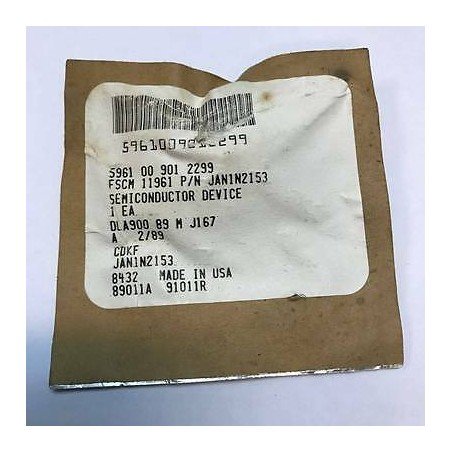 5961009012299
5961 00 901 2299
FSCM 11961 P/N JAN1N2153
SEMICONDUCTOR DEVICE
1 EA
DLA900 89 M J167
A 2/89
CDKF
JAN1N2153
8432 MADE IN USA
89011A 91011R